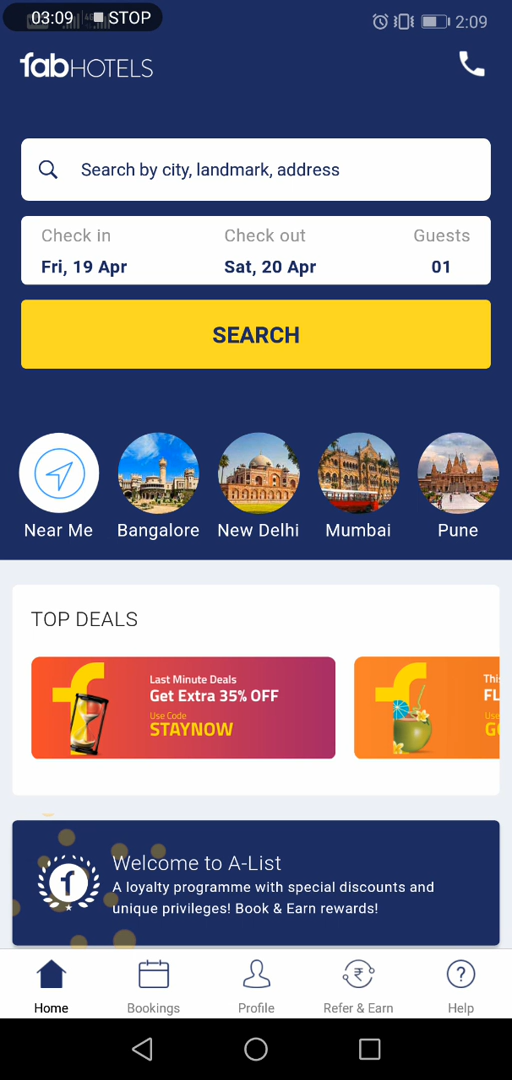 03:09 STOP
2:09
fabHOTELS
Search by city, landmark, address
Check in Check out Guests
Fri, 19 Apr Sat, 20 Apr 01
SEARCH
Near Me Bangalore New Delhi Mumbai Pune
TOP DEALS
Last Minute Deals
Get Extra 35% OFF
Use Code
STAYNOW
Welcome to A-List
A loyalty programme with special discounts and
unique privileges! Book & Earn rewards!
Home Bookings Profile Refer & Earn Help